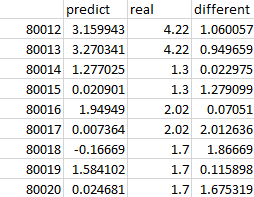 predict real different
80012 3.159943 4.22 1.060057
80013 3.270341 4.22 0.949659
80014 1.277025 1.3 0.022975
80015 0.020901 1.3 1.279099
80016 1.94949 2.02 0.07051
80017 0.007364 2.02 2.012636
80018 -0.16669 1.7 1.86669
80019 1.584102 1.7 0.115898
80020 0.024681 1.7 1.675319